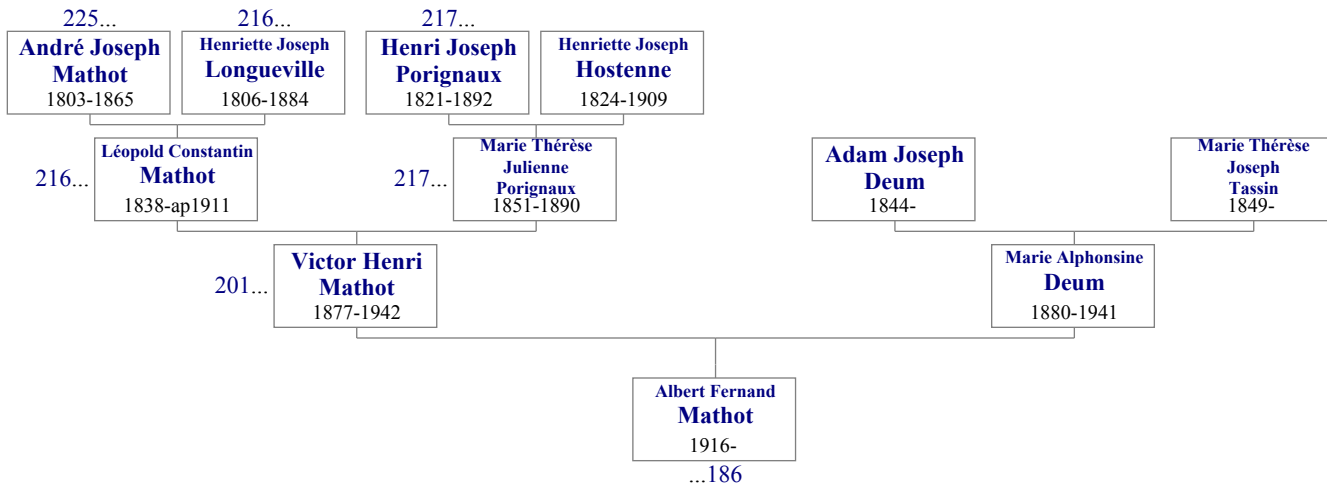 225...
216...
217...
André Joseph
Mathot
1803-1865
Henriette Joseph
Longueville
1806-1884
Henri Joseph
Porignaux
1821-1892
Henriette Joseph
Hostenne
1824-1909
216...
Léopold Constantin
Mathot
1838-ap1911
217...
Marie Thérèse
Julienne
Porignaux
1851-1890
Adam Joseph
Deum
1844-
Marie Thérèse
Joseph
Tassin
1849-
201...
Victor Henri
Mathot
1877-1942
Marie Alphonsine
Deum
1880-1941
Albert Fernand
Mathot
1916-
...186